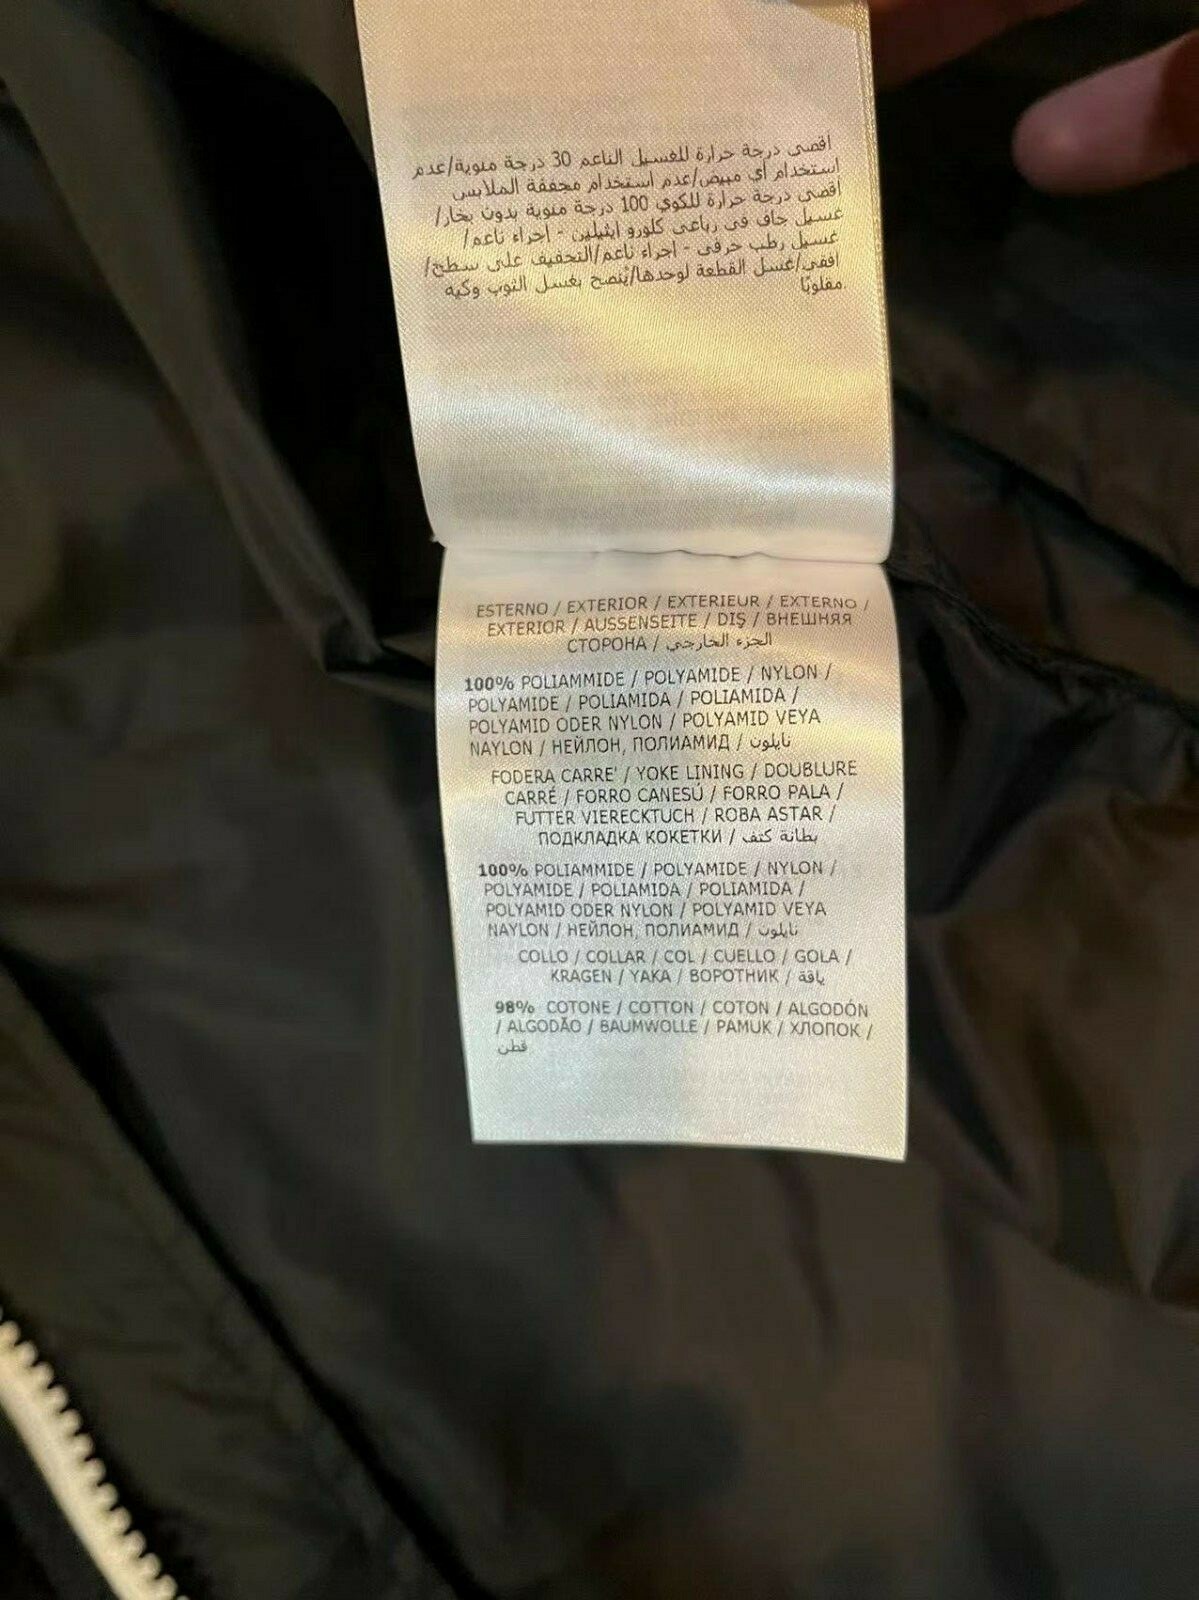 اقصى درجة حرارة للغسيل الناعم 30 درجة مئوية/عدم
استخدام أي مبيض/عدم استخدام مجففة الملابس
اقصى درجة حرارة للكوي 100 درجة مئوية بدون بخار/
غسيل جاف في رباعي كلورو ايثيلين - اجراء ناعم/
غسيل رطب حرفي - اجراء ناعم/التجفيف على سطح/
افقي/غسل القطعة لوحدها/يُنصح بغسل الثوب وكيه
مقلوبًا.
ESTERNO / EXTERIOR / EXTERIEUR / EXTERNO /
EXTERIOR / AUSSENSEITE / DIŞ / ВНЕШНЯЯ
СТОРОНА / الجزء الخارجي
100% POLIAMMIDE / POLYAMIDE / NYLON /
POLYAMIDE / POLIAMIDA / POLIAMIDA /
POLYAMID ODER NYLON / POLYAMID VEYA
NAYLON / НЕЙЛОН, ПОЛИАМИД / نايلون
FODERA CARRE' / YOKE LINING / DOUBLURE
CARRÉ / FORRO CANESÚ / FORRO PALA /
FUTTER VIERECKTUCH / ROBA ASTAR /
ПОДКЛАДКА КОКЕТКИ / بطانة كتف
100% POLIAMMIDE / POLYAMIDE / NYLON /
POLYAMIDE / POLIAMIDA / POLIAMIDA /
POLYAMID ODER NYLON / POLYAMID VEYA
NAYLON / НЕЙЛОН, ПОЛИАМИД / نايلون
COLLO / COLLAR / COL / CUELLO / GOLA /
KRAGEN / YAKA / ВОРОТНИК / ياقة
98% COTONE / COTTON / COTON / ALGODÓN
/ ALGODÃO / BAUMWOLLE / PAMUK / ХЛОПОК /
قطن